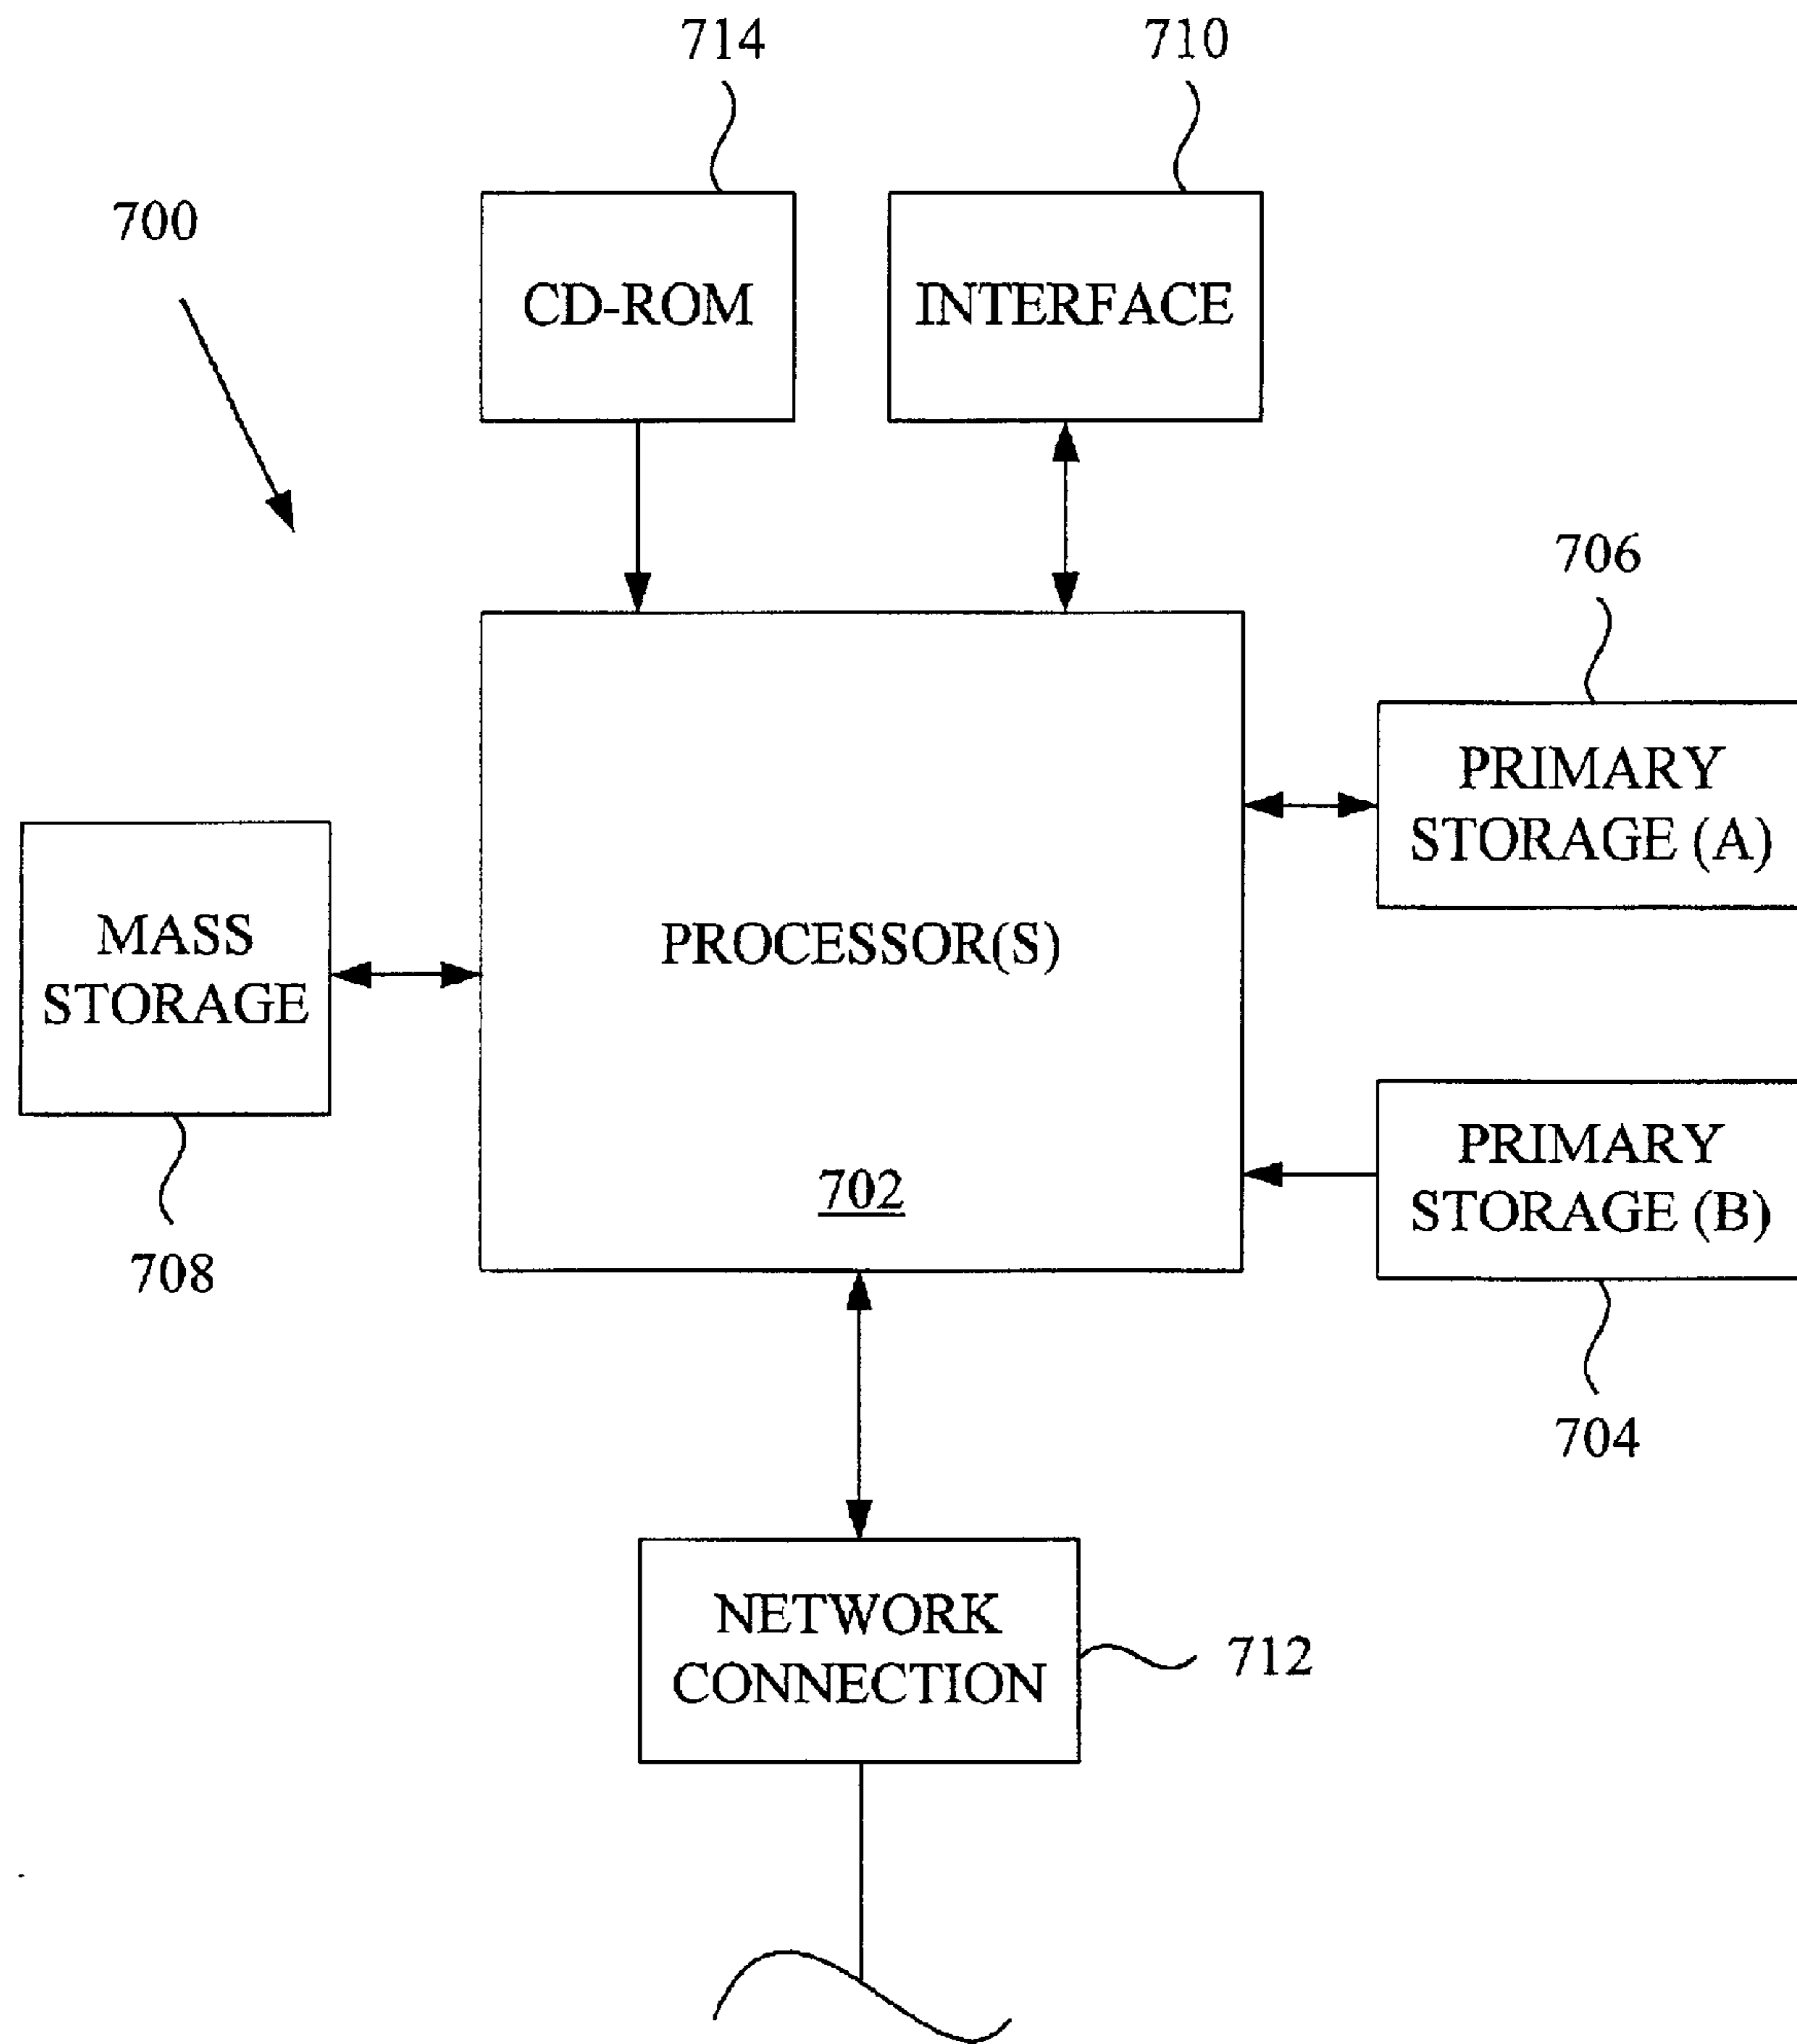 714
710
700
CD-ROM
INTERFACE
706
PRIMARY
STORAGE (A)
MASS
STORAGE
PROCESSOR(S)
702
PRIMARY
STORAGE (B)
708
704
NETWORK
CONNECTION
712